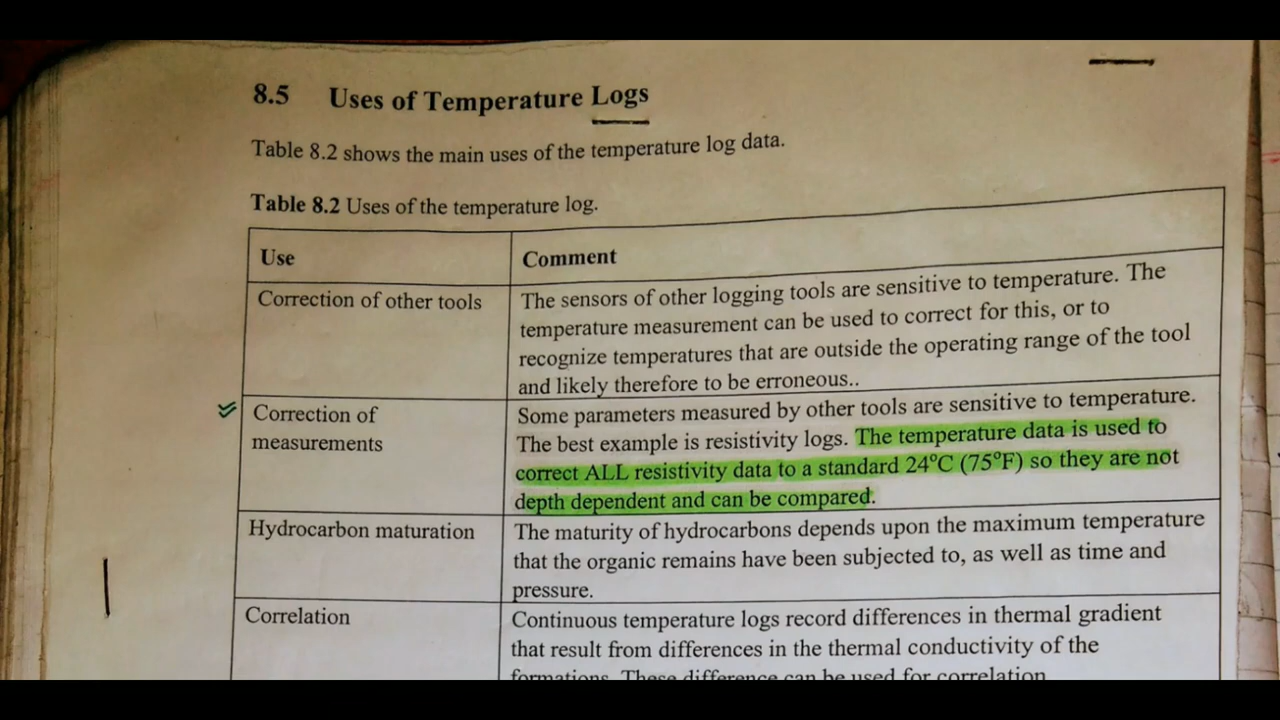 8.5 Uses of Temperature Logs
Table 8.2 shows the main uses of the temperature log data.
Table 8.2 Uses of the temperature log.
Use
Comment
Correction of other tools
The sensors of other logging tools are sensitive to temperature. The
temperature measurement can be used to correct for this, or to
recognize temperatures that are outside the operating range of the tool
and likely therefore to be erroneous..
Correction of
measurements
Some parameters measured by other tools are sensitive to temperature.
The best example is resistivity logs. The temperature data is used to
correct ALL resistivity data to a standard 24°C (75°F) so they are not
depth dependent and can be compared.
Hydrocarbon maturation
The maturity of hydrocarbons depends upon the maximum temperature
that the organic remains have been subjected to, as well as time and
pressure.
Correlation
Continuous temperature logs record differences in thermal gradient
that result from differences in the thermal conductivity of the
formations. These difference can be used for correlation